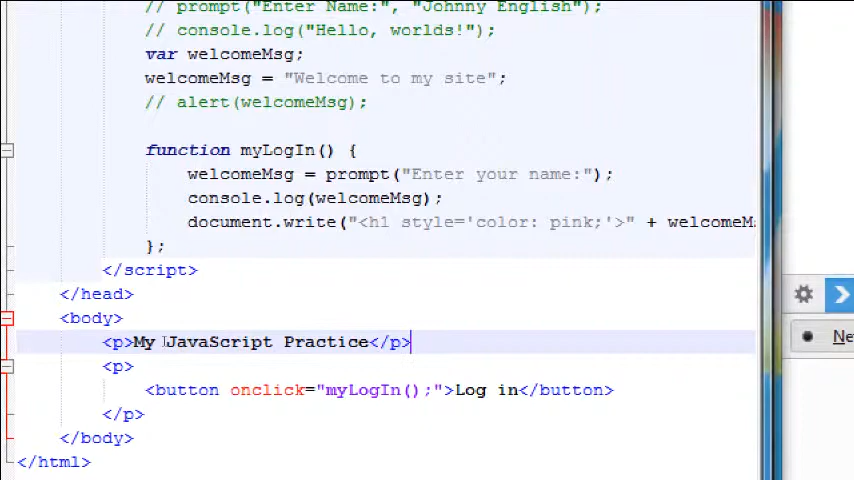 // prompt("Enter Name:", "Johnny English");
// console.log("Hello, worlds!");
var welcomeMsg;
welcomeMsg = "Welcome to my site";
// alert(welcomeMsg);
function myLogIn() {
welcomeMsg = prompt("Enter your name:");
console.log(welcomeMsg);
document.write("<h1 style='color: pink;'>" + welcomeMs
};
</script>
</head>
<body>
<p>My JavaScript Practice</p>
<p>
<button onclick="myLogIn();">Log in</button>
</p>
</body>
</html>
Ne